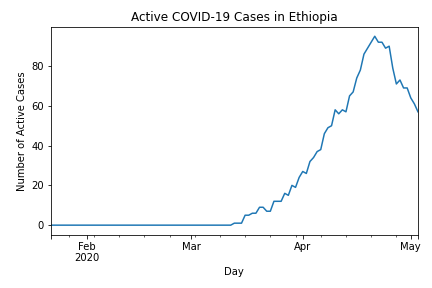 Active COVID-19 Cases in Ethiopia
Number of Active Cases
80
60
40
20
0
Feb
2020
Mar
Apr
May
Day